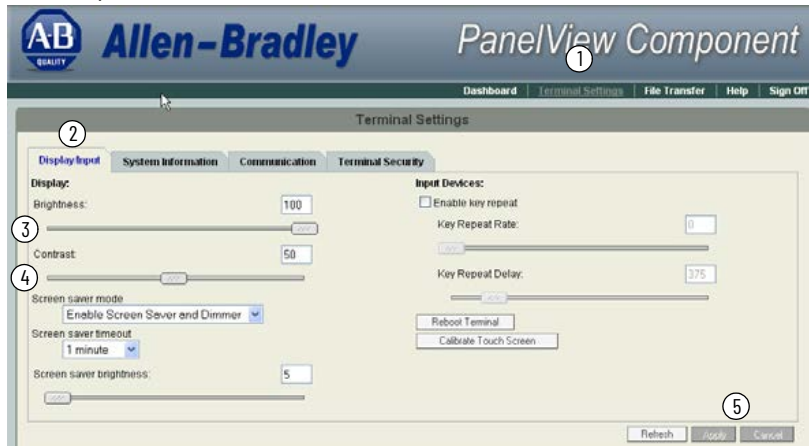 A·B QUALITY Allen-Bradley PanelView Component
1
Dashboard Terminal Settings File Transfer Help Sign Off
Terminal Settings
2
Display/Input System Information Communication Terminal Security
Display: Input Devices:
Brightness: 100 Enable key repeat
Key Repeat Rate: 0
3
Contrast: 50
Key Repeat Delay: 375
4
Screen saver mode
Enable Screen Saver and Dimmer
Reboot Terminal
Screen saver timeout
1 minute
Calibrate Touch Screen
Screen saver brightness: 5
5
Refresh Apply Cancel